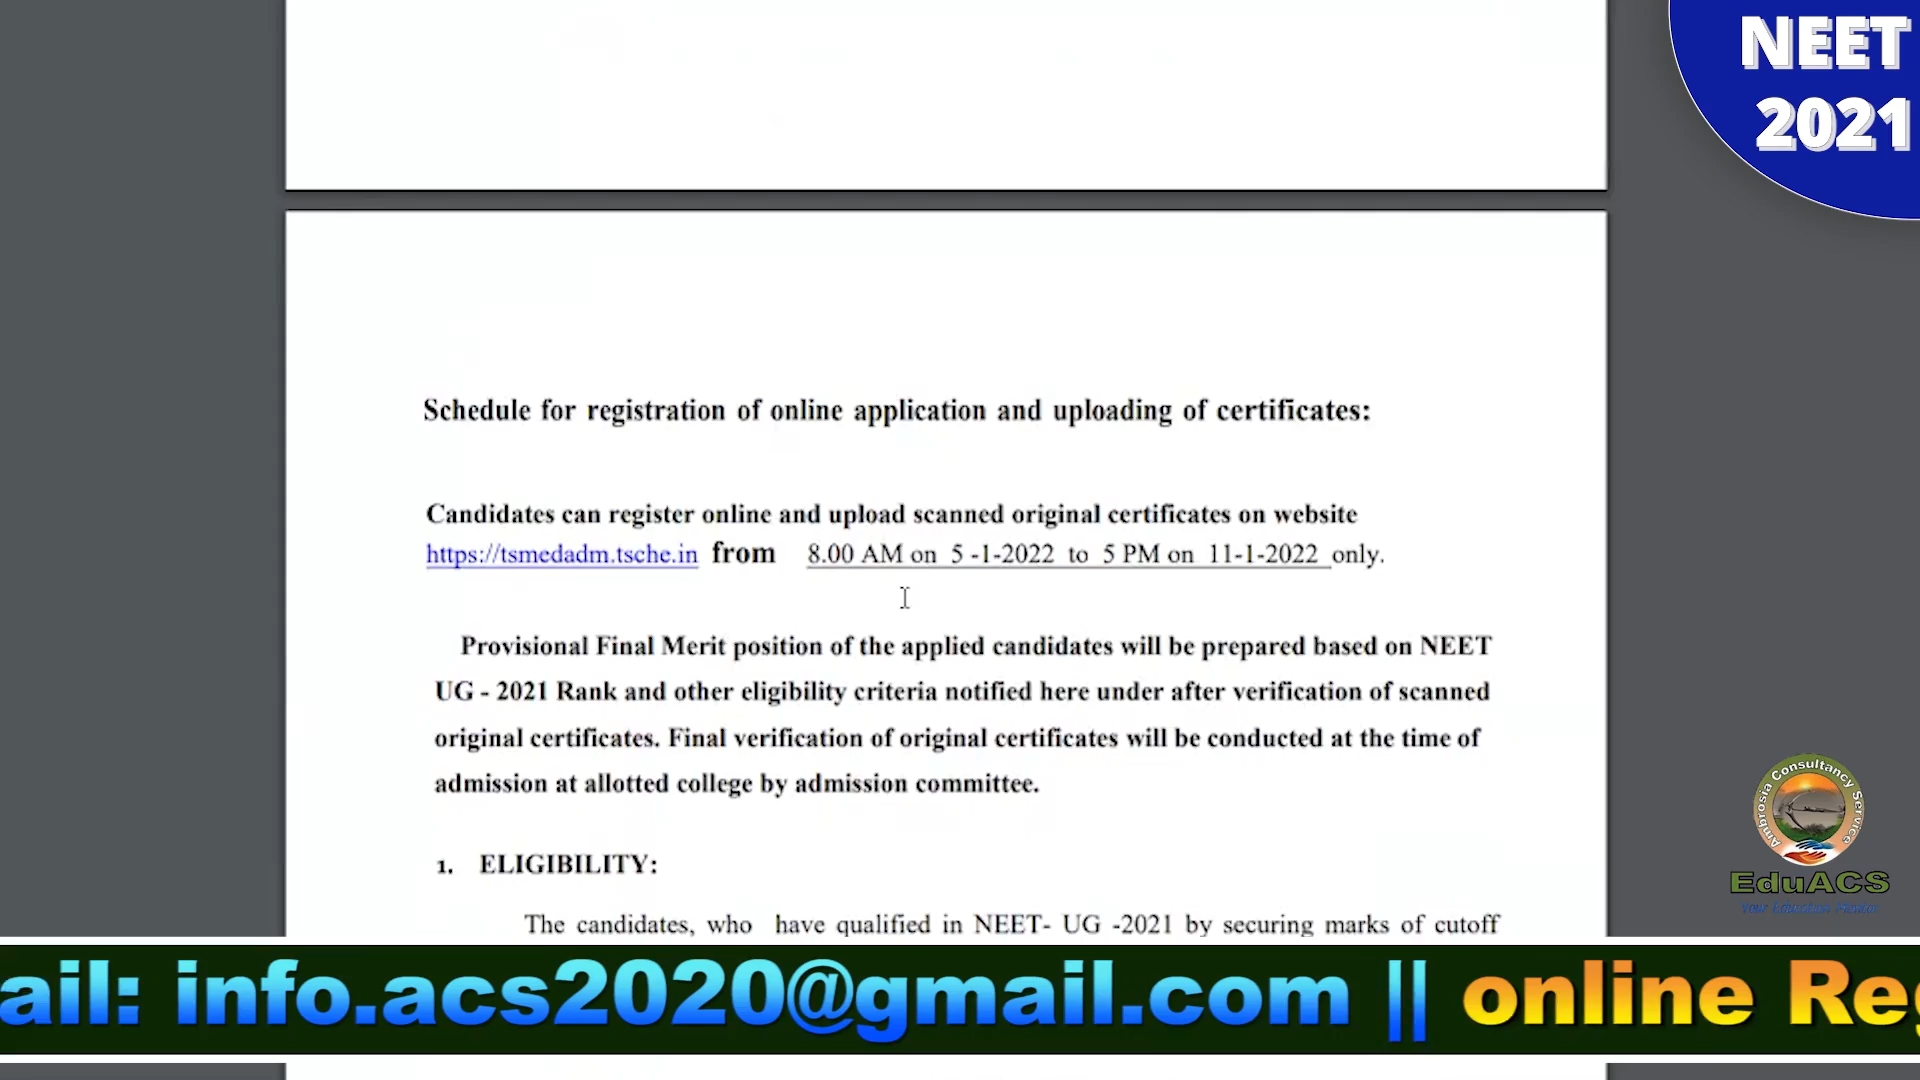 NEET
2021
Schedule for registration of online application and uploading of certificates:
Candidates can register online and upload scanned original certificates on website
https://tsmedadm.tsche.in from 8.00 AM on 5 -1-2022 to 5 PM on 11-1-2022 only.
Provisional Final Merit position of the applied candidates will be prepared based on NEET
UG - 2021 Rank and other eligibility criteria notified here under after verification of scanned
original certificates. Final verification of original certificates will be conducted at the time of
admission at allotted college by admission committee.
1. ELIGIBILITY:
The candidates, who have qualified in NEET- UG -2021 by securing marks of cutoff
Ambrosia Consultancy Service
EduACS
Your Education Mentor
ail: info.acs2020@gmail.com || online Reg